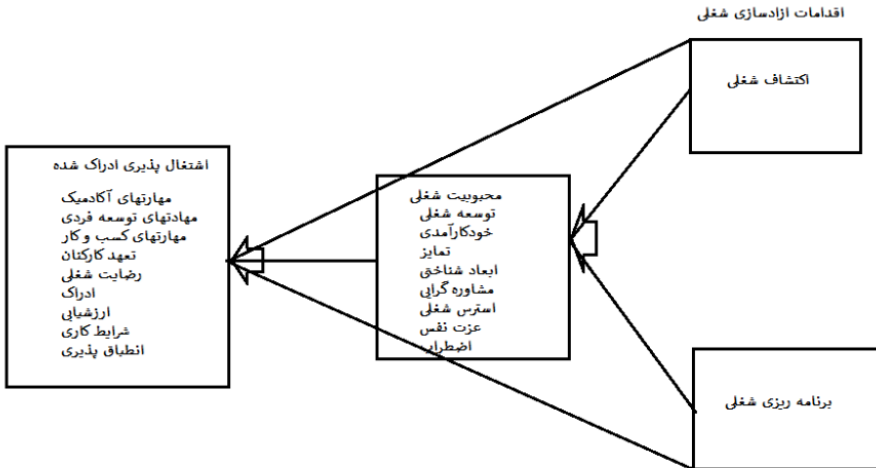 اقدامات ازادسازی شغلی
اکتشاف شغلی
برنامه ریزی شغلی
محبوبیت شغلی
توسعه شغلی
خودکارآمدی
تمایز
ابعاد شناختی
مشاوره گرایی
استرس شغلی
عزت نفس
اضطراب
اشتغال پذیری ادراک شده
مهارتهای آکادمیک
مهادتهای توسعه فردی
مهارتهای کسب و کار
تعهد کارکنان
رضایت شغلی
ادراک
ارزشیابی
شرایط کاری
انطباق پذیری